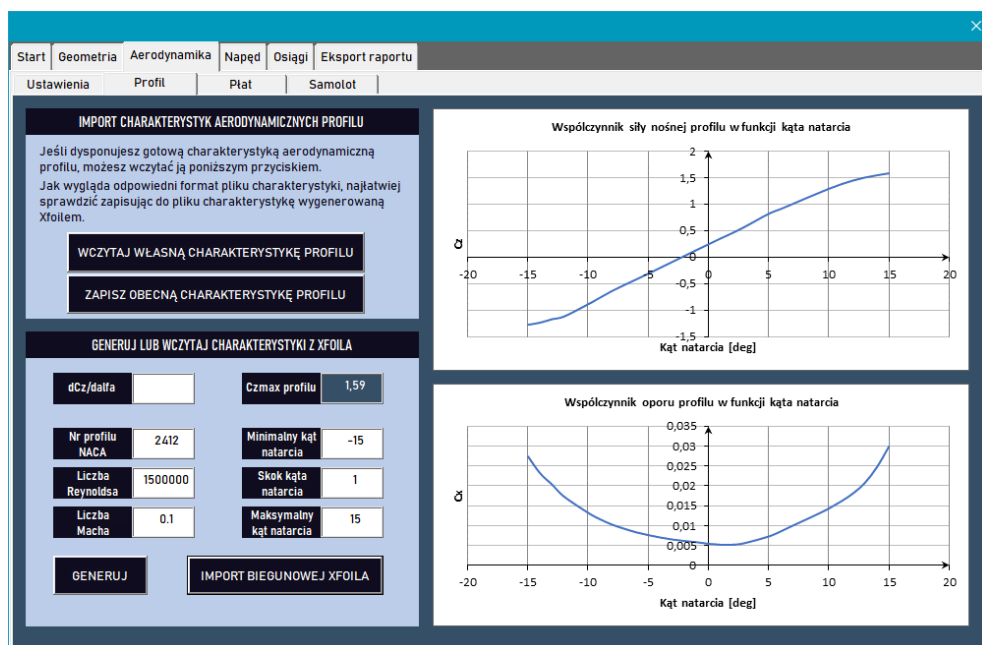 Start Geometria Aerodynamika Napęd Osiągi Eksport raportu
Ustawienia Profil Płat Samolot
IMPORT CHARAKTERYSTYK AERODYNAMICZNYCH PROFILU
Jeśli dysponujesz gotową charakterystyką aerodynamiczną
profilu, możesz wczytać ją poniższym przyciskiem.
Jak wygląda odpowiedni format pliku charakterystyki, najłatwiej
sprawdzić zapisując do pliku charakterystykę wygenerowaną
Xfoilem.
WCZYTAJ WŁASNĄ CHARAKTERYSTYKĘ PROFILU
ZAPISZ OBECNĄ CHARAKTERYSTYKĘ PROFILU
GENERUJ LUB WCZYTAJ CHARAKTERYSTYKI Z XFOILA
dCz/dalfa
Czmax profilu 1,59
Nr profilu
NACA
2412
Minimalny kąt
natarcia
-15
Liczba
Reynoldsa
1500000
Skok kąta
natarcia
1
Liczba
Macha
0.1
Maksymalny
kąt natarcia
15
GENERUJ
IMPORT BIEGUNOWEJ XFOILA
Współczynnik siły nośnej profilu w funkcji kąta natarcia
2
1,5
1
0,5
0
-0,5
-1
-1,5
Cz
-20 -15 -10 -5 0 5 10 15 20
Kąt natarcia [deg]
Współczynnik oporu profilu w funkcji kąta natarcia
0,035
0,03
0,025
0,02
0,015
0,01
0,005
0
Cx
-20 -15 -10 -5 0 5 10 15 20
Kąt natarcia [deg]